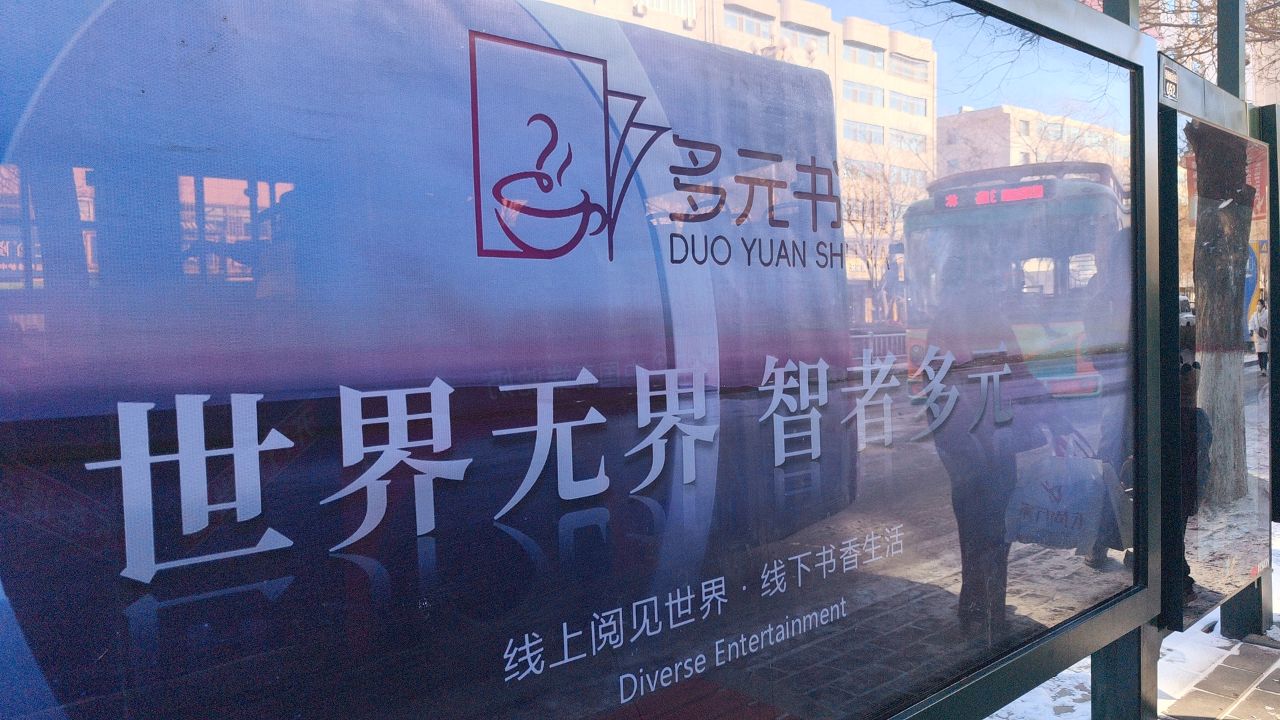 多元书
DUO YUAN SH
世界无界 智者多元
线上阅见世界·线下书香生活
Diverse Entertainment